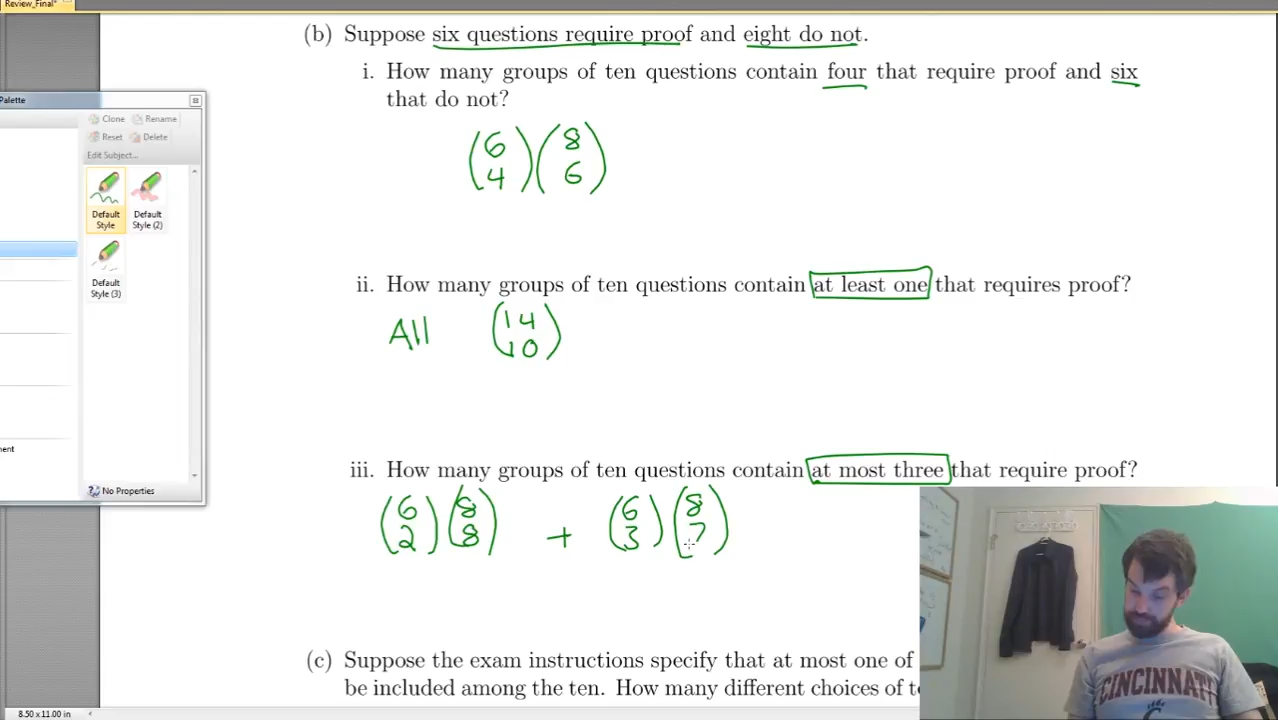 Review_Final*
(b) Suppose six questions require proof and eight do not.
i. How many groups of ten questions contain four that require proof and six
that do not?
Palette
Clone Rename
Reset Delete
Edit Subject...
Default Style
Default Style (2)
Default Style (3)
(6 4)(8 6)
ii. How many groups of ten questions contain at least one that requires proof?
All (14 10)
ment
No Properties
iii. How many groups of ten questions contain at most three that require proof?
(6 2)(8 8) + (6 3)(8 7)
(c) Suppose the exam instructions specify that at most one of
be included among the ten. How many different choices of t
CINCINNATI
8.50 x 11.00 in